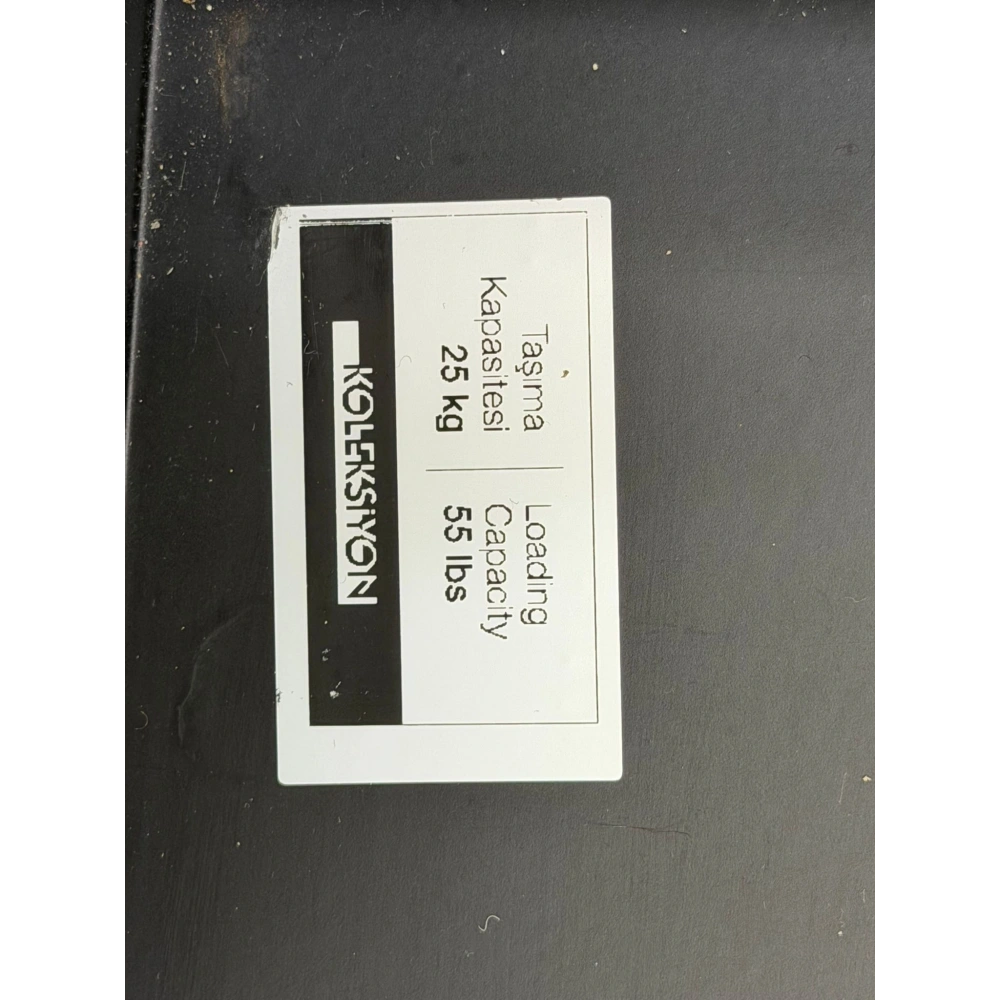 Taşıma
Kapasitesi
25 kg
Loading
Capacity
55 lbs
KOLEKSİYON